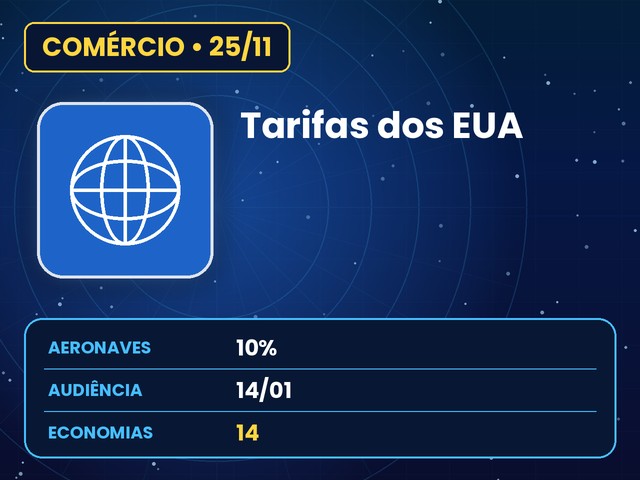 COMÉRCIO • 25/11
Tarifas dos EUA
AERONAVES 10%
AUDIÊNCIA 14/01
ECONOMIAS 14